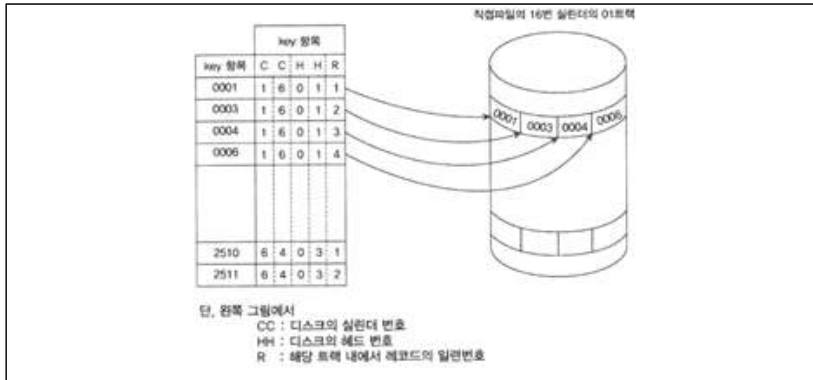 직접파일의 16번 실린더의 01트랙
key 항목
key 항목 C C H H R
0001 1 6 0 1 1
0003 1 6 0 1 2
0004 1 6 0 1 3
0006 1 6 0 1 4
0001 0003 0004 0006
2510 6 4 0 3 1
2511 6 4 0 3 2
단, 왼쪽 그림에서
CC : 디스크의 실린더 번호
HH : 디스크의 헤드 번호
R : 해당 트랙 내에서 레코드의 일련번호